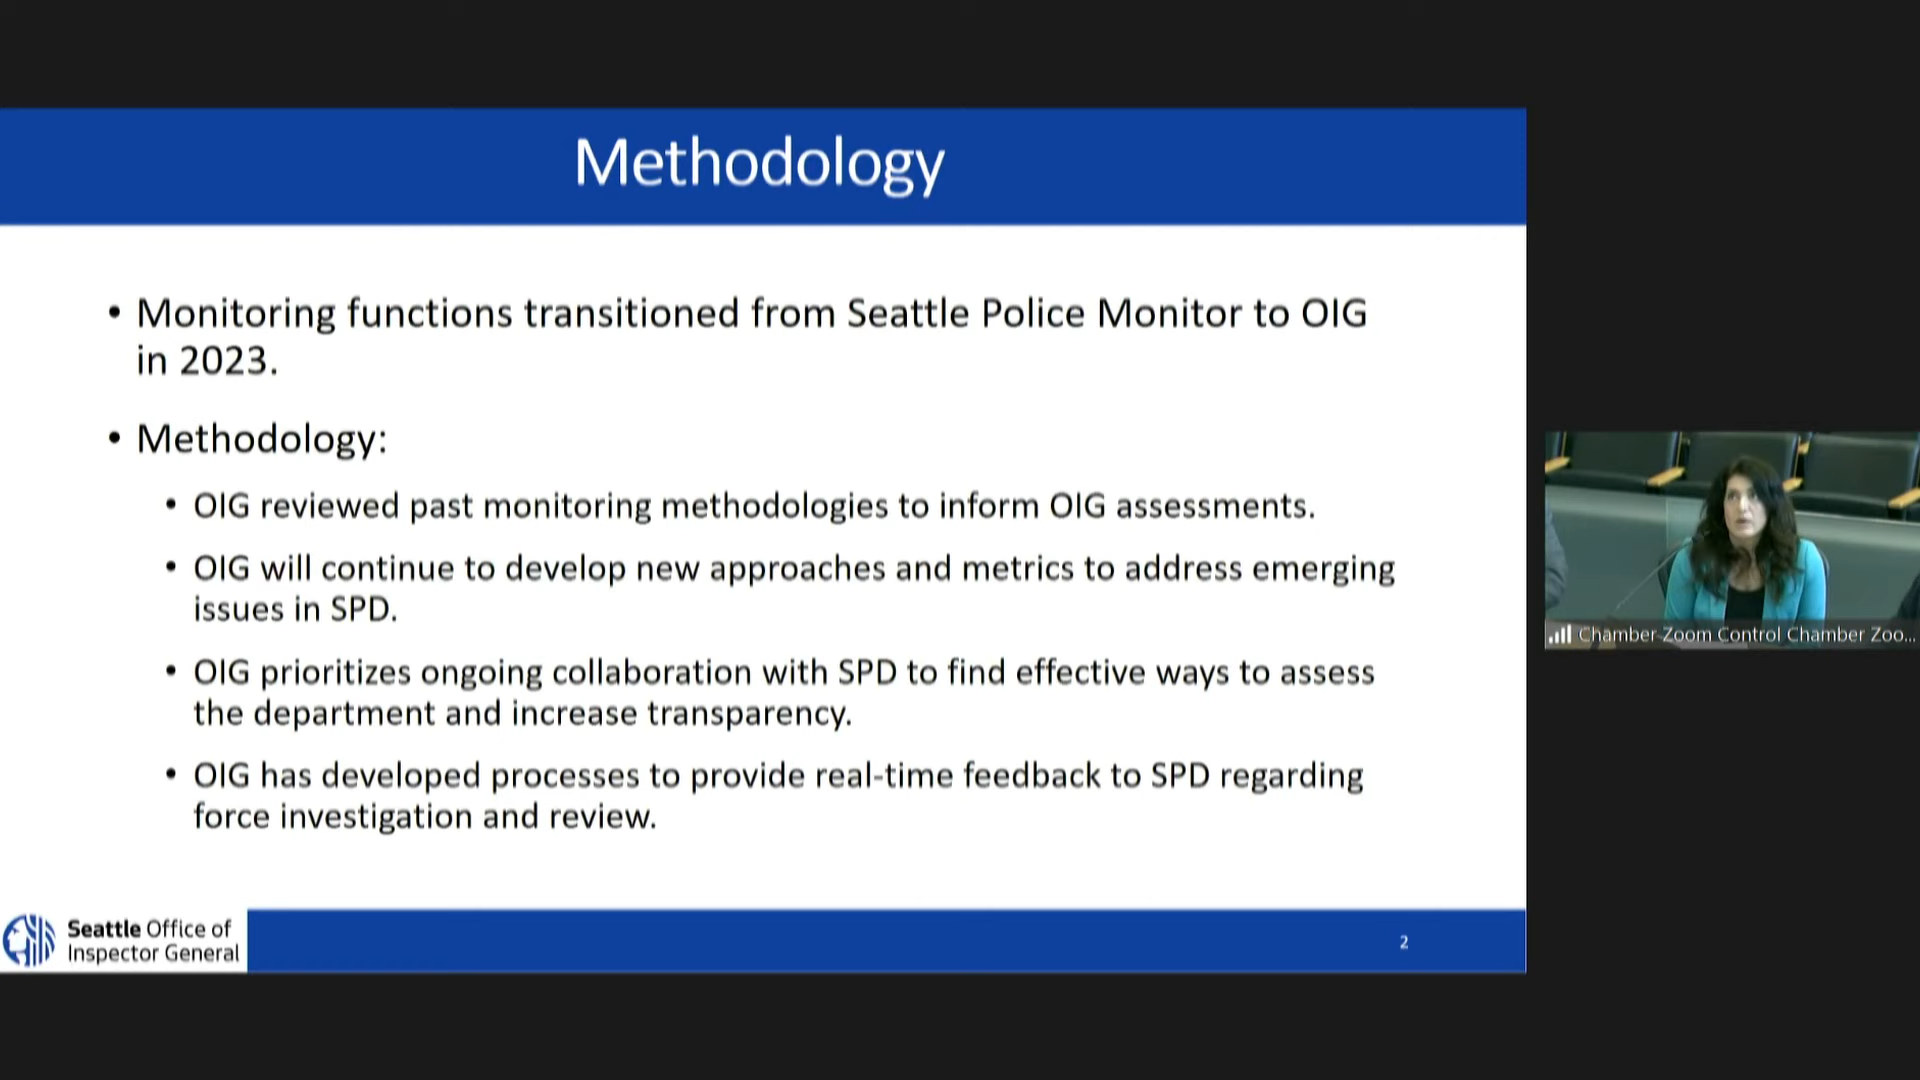 Methodology
• Monitoring functions transitioned from Seattle Police Monitor to OIG
in 2023.
• Methodology:
• OIG reviewed past monitoring methodologies to inform OIG assessments.
• OIG will continue to develop new approaches and metrics to address emerging
issues in SPD.
• OIG prioritizes ongoing collaboration with SPD to find effective ways to assess
the department and increase transparency.
• OIG has developed processes to provide real-time feedback to SPD regarding
force investigation and review.
Seattle Office of
Inspector General
2
Chamber Zoom Control Chamber Zoo...